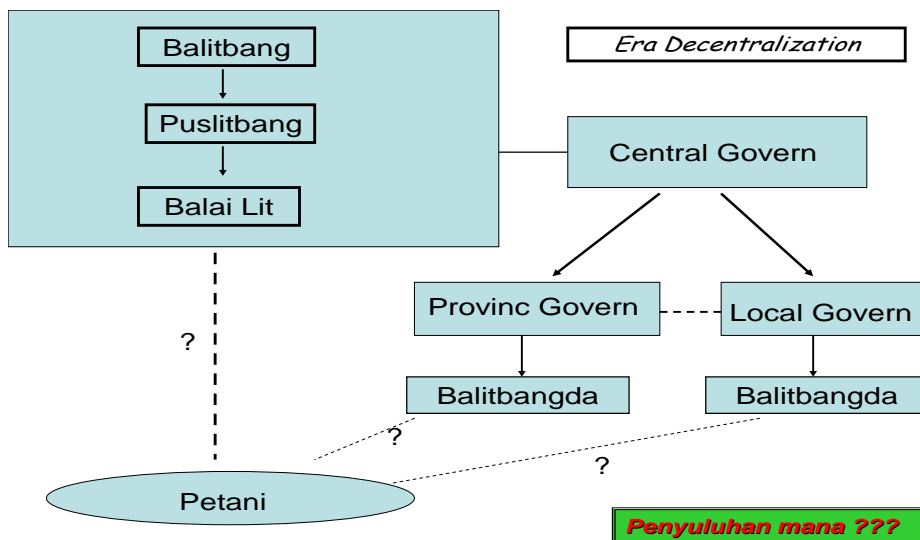 Balitbang
Era Decentralization
Puslitbang
Central Govern
Balai Lit
Provinc Govern
Local Govern
?
Balitbangda
Balitbangda
?
?
Petani
Penyuluhan mana ???